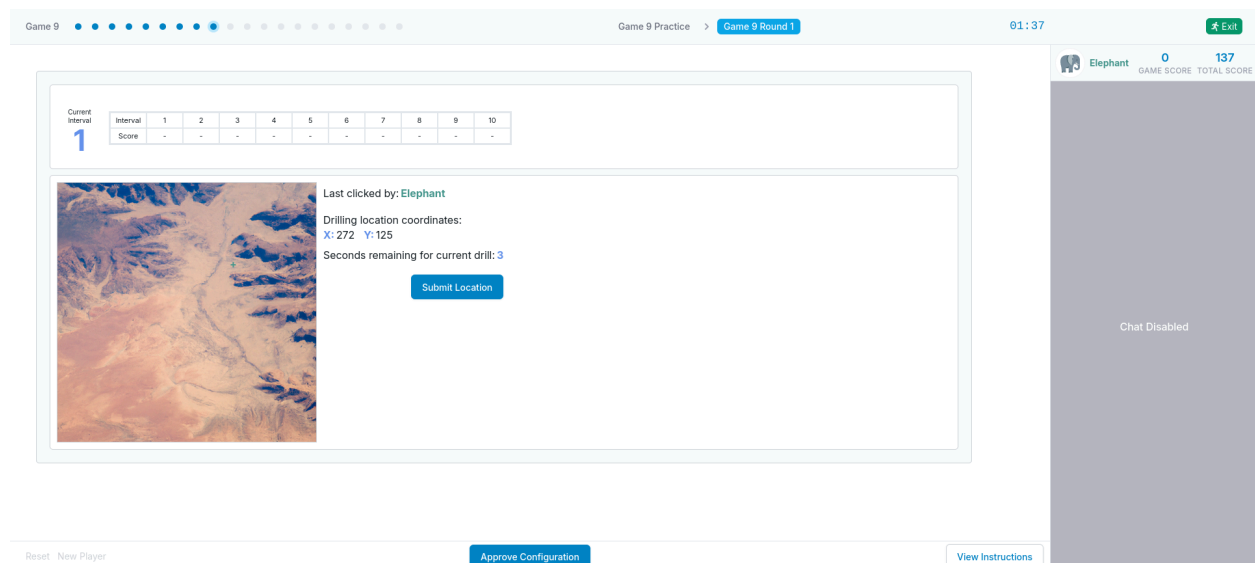 Game 9
Game 9 Practice > Game 9 Round 1
01:37
Exit
Elephant
0
GAME SCORE
137
TOTAL SCORE
Current
Interval
1
Interval 1 2 3 4 5 6 7 8 9 10
Score - - - - - - - - - -
Last clicked by: Elephant
Drilling location coordinates:
X: 272 Y: 125
Seconds remaining for current drill: 3
Submit Location
Chat Disabled
Reset New Player
Approve Configuration
View Instructions